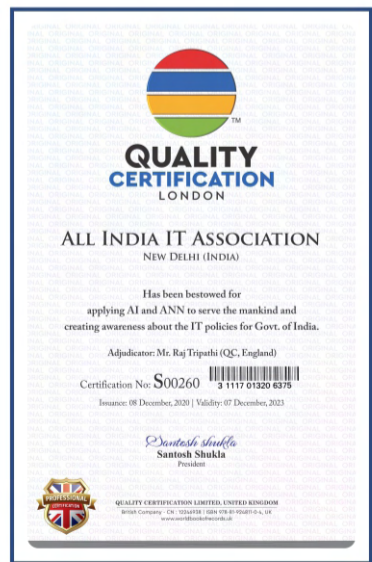 TM
QUALITY
CERTIFICATION
LONDON
ALL INDIA IT ASSOCIATION
NEW DELHI (INDIA)
Has been bestowed for
applying AI and ANN to serve the mankind and
creating awareness about the IT policies for Govt. of India.
Adjudicator: Mr. Raj Tripathi (QC, England)
Certification No: S00260
3 1117 01320 6375
Issuance: 08 December, 2020 | Validity: 07 December, 2023
Santosh shukla
Santosh Shukla
President
PROFESSIONAL
CERTIFICATION
QUALITY CERTIFICATION LIMITED, UNITED KINGDOM
www.worldbookofrecords.uk